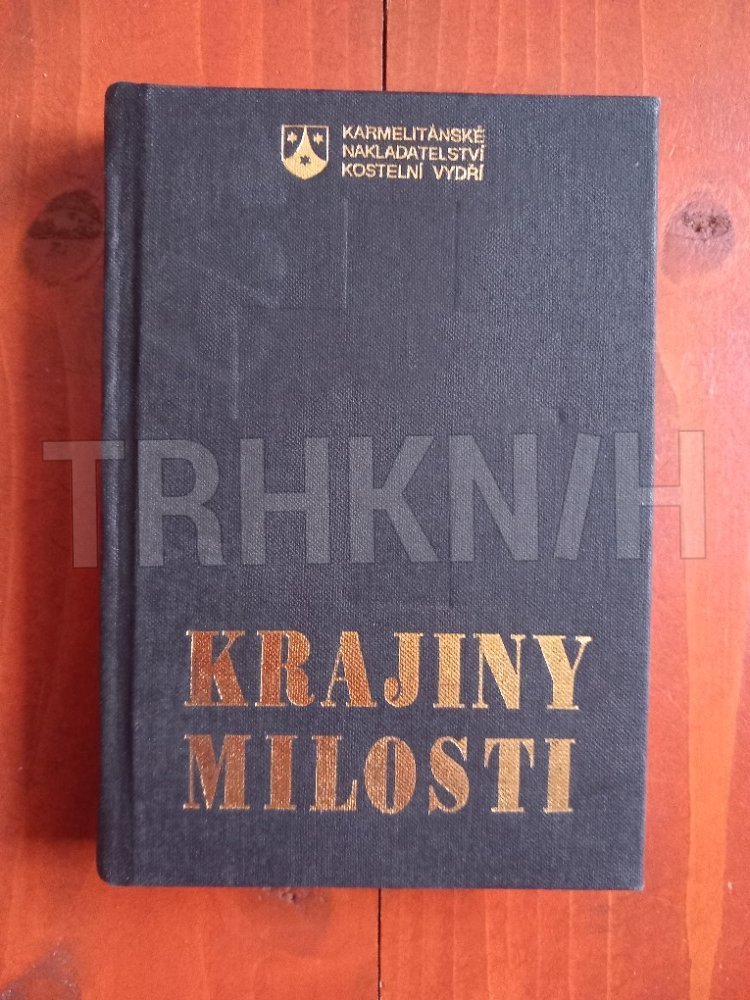 KARMELITÁNSKÉ
NAKLADATELSTVÍ
KOSTELNÍ VYDŘÍ
TRHKNIH
KRAJINY
MILOSTI